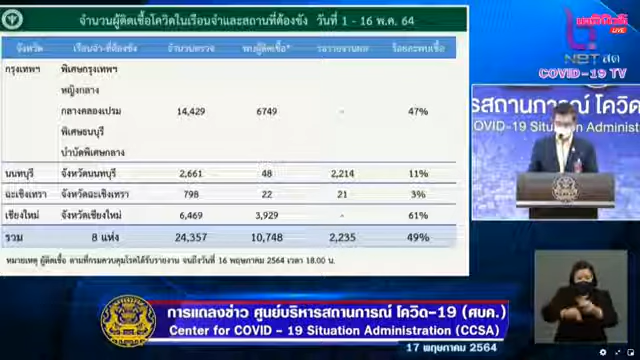 จำนวนผู้ติดเชื้อโควิดในเรือนจำและสถานที่ต้องขัง วันที่ 1 - 16 พ.ค. 64
จังหวัด เรือนจำ-ที่ต้องขัง จำนวนตรวจ พบผู้ติดเชื้อ* รอรายงานผล ร้อยละพบเชื้อ
กรุงเทพฯ พิเศษกรุงเทพฯ
หญิงกลาง
กลางคลองเปรม 14,429 6749 - 47%
พิเศษธนบุรี
บำบัดพิเศษกลาง
นนทบุรี จังหวัดนนทบุรี 2,661 48 2,214 11%
ฉะเชิงเทรา จังหวัดฉะเชิงเทรา 798 22 21 3%
เชียงใหม่ จังหวัดเชียงใหม่ 6,469 3,929 - 61%
รวม 8 แห่ง 24,357 10,748 2,235 49%
หมายเหตุ ผู้ติดเชื้อ ตามที่กรมควบคุมโรคได้รับรายงาน จนถึงวันที่ 16 พฤษภาคม 2564 เวลา 18.00 น.
LIVE
NBT สด
COVID-19 TV
รสถานการณ์ โควิ
OVID-19 Situation Administra
การแถลงข่าว ศูนย์บริหารสถานการณ์ โควิด-19 (ศบค.)
Center for COVID - 19 Situation Administration (CCSA)
17 พฤษภาคม 2564